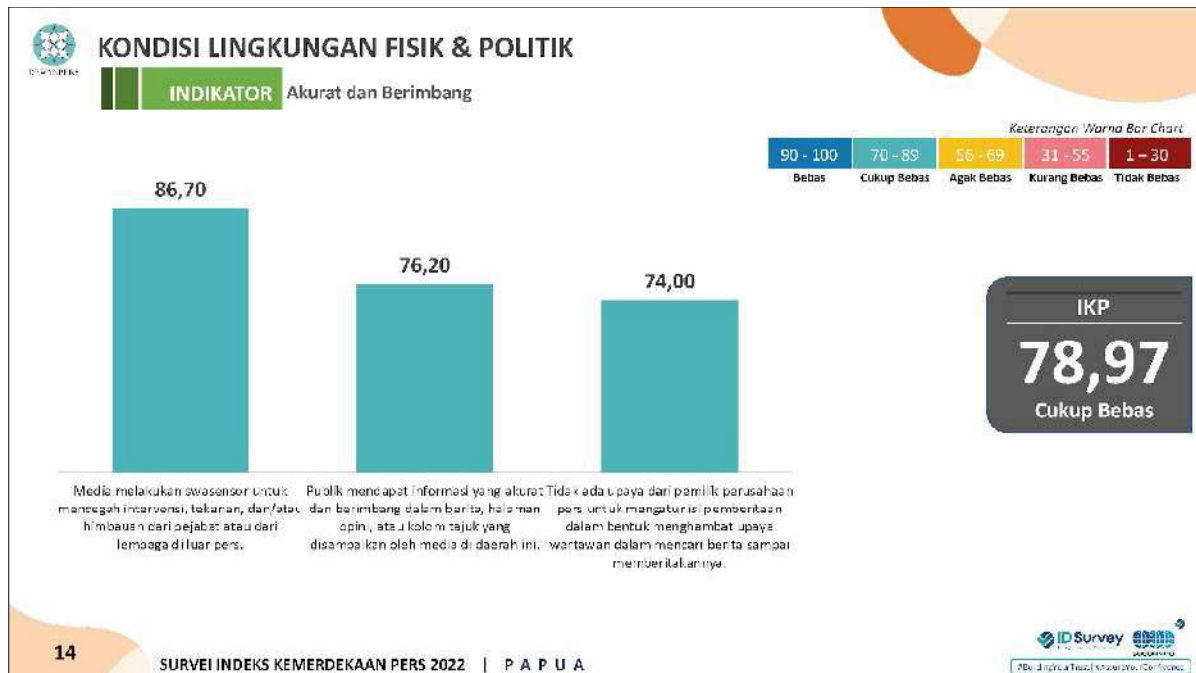 KONDISI LINGKUNGAN FISIK & POLITIK
INDIKATOR Akurat dan Berimbang
Keterangan Warna Bar Chart
90 - 100 70 - 89 56 - 69 31 - 55 1 – 30
Bebas Cukup Bebas Agak Bebas Kurang Bebas Tidak Bebas
86,70
76,20
74,00
IKP
78,97
Cukup Bebas
Media melakukan swasensor untuk
mencegah intervensi, tekanan, dan/atau
himbauan dari pejabat atau dari
lembaga di luar pers.
Publik mendapat informasi yang akurat
dan berimbang dalam berita, halaman
opini, atau kolom tajuk yang
disampaikan oleh media di daerah ini.
Tidak ada upaya dari pemilik perusahaan
pers untuk mengatur isi pemberitaan
dalam bentuk menghambat upaya
wartawan dalam mencari berita sampai
memberitakannya.
14
SURVEI INDEKS KEMERDEKAAN PERS 2022 | PAPUA
ID Survey